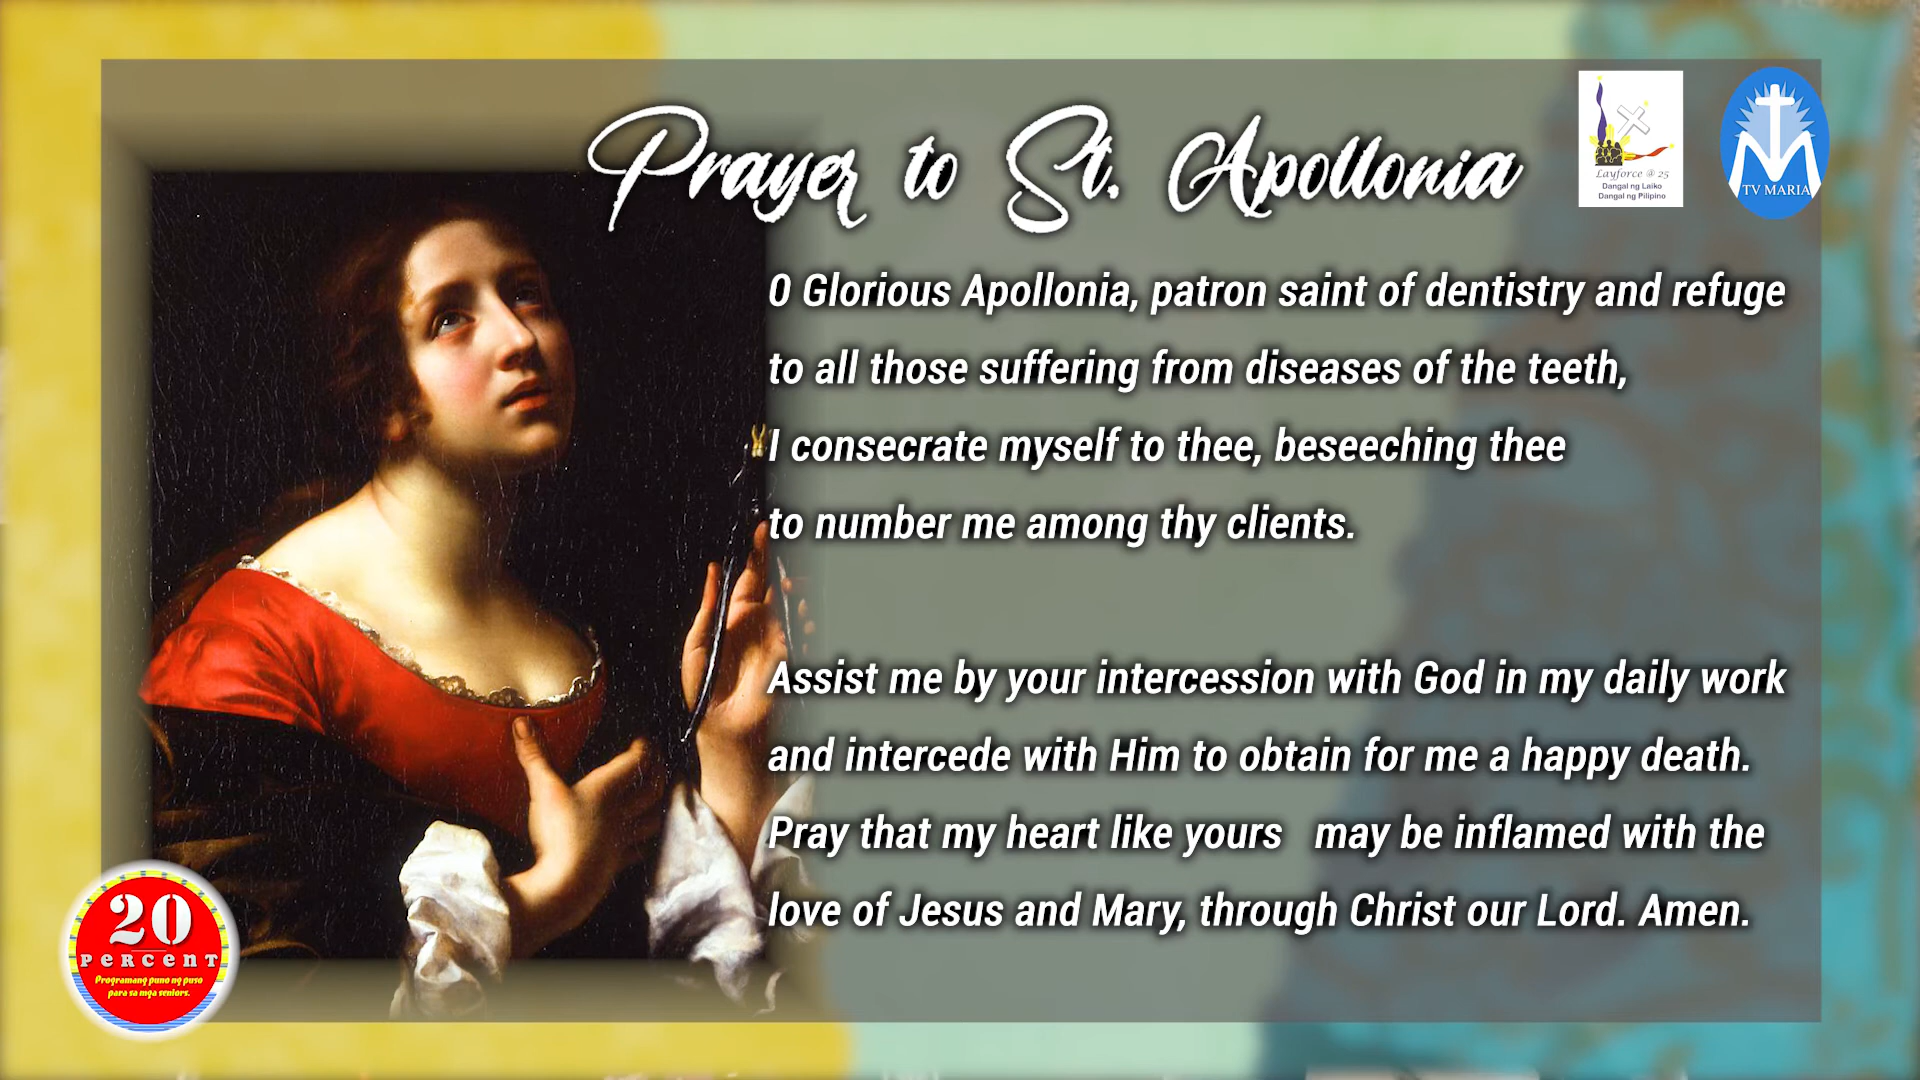 Prayer to St. Apollonia
Layforce @ 25
Dangal ng Laiko
Dangal ng Pilipino
TV MARIA
O Glorious Apollonia, patron saint of dentistry and refuge
to all those suffering from diseases of the teeth,
I consecrate myself to thee, beseeching thee
to number me among thy clients.
Assist me by your intercession with God in my daily work
and intercede with Him to obtain for me a happy death.
Pray that my heart like yours may be inflamed with the
love of Jesus and Mary, through Christ our Lord. Amen.
20
PERCENT
Programang puno ng puso
para sa mga seniors.